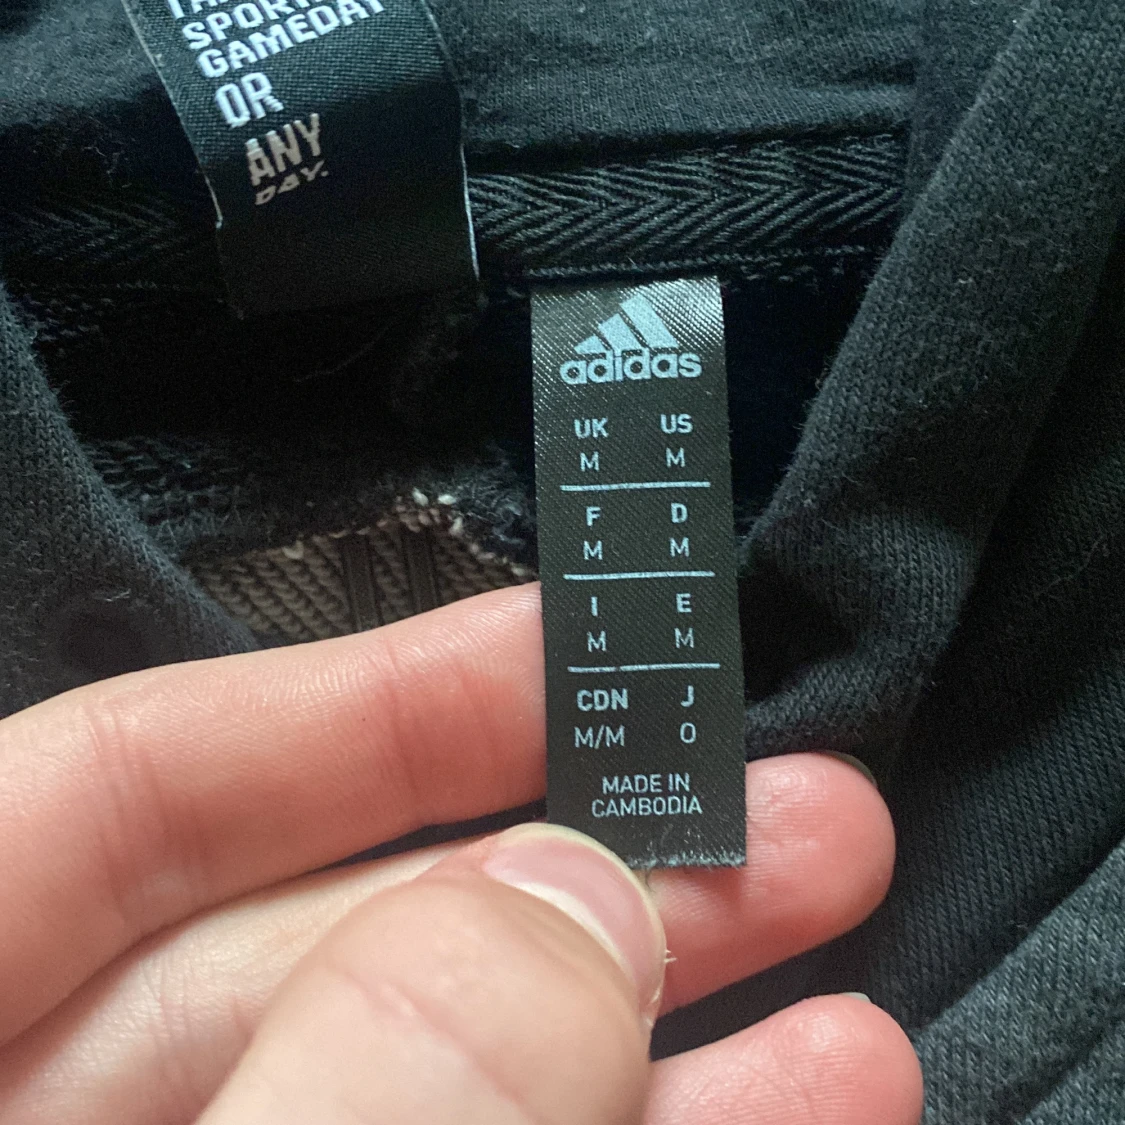 SPORT
GAMEDAY
OR
ANY
DAY.
adidas
UK US
M M
F D
M M
I E
M M
CDN J
M/M O
MADE IN
CAMBODIA